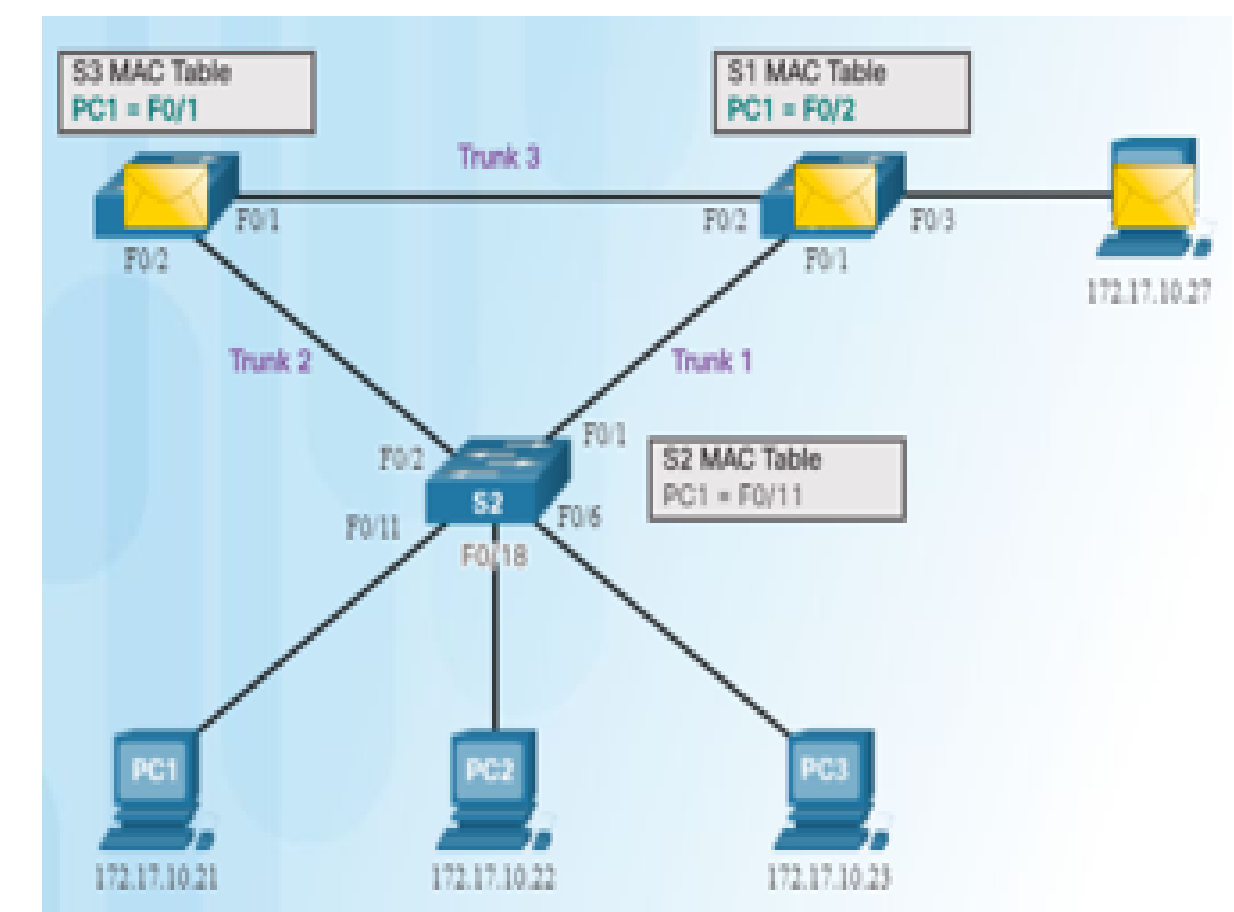 S3 MAC Table
PC1 = F0/1
S1 MAC Table
PC1 = F0/2
Trunk 3
F0/1
F0/2
F0/2
F0/3
F0/1
172.17.10.27
Trunk 2
Trunk 1
F0/2
F0/1
S2 MAC Table
PC1 = F0/11
S2
F0/11
F0/6
F0/18
PC1
PC2
PC3
172.17.10.21
172.17.10.22
172.17.10.23